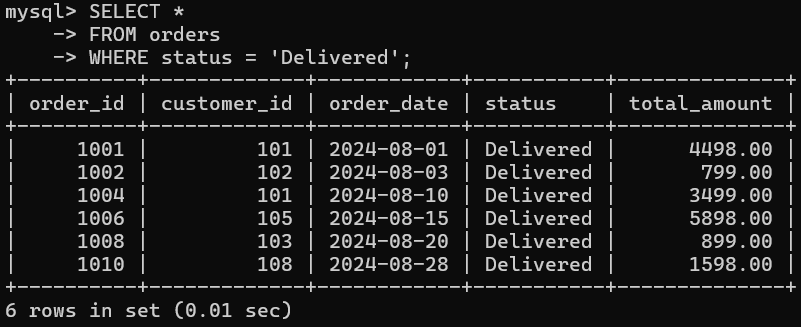 mysql> SELECT *
    -> FROM orders
    -> WHERE status = 'Delivered';
+----------+-------------+------------+-----------+--------------+
| order_id | customer_id | order_date | status    | total_amount |
+----------+-------------+------------+-----------+--------------+
|     1001 |         101 | 2024-08-01 | Delivered |      4498.00 |
|     1002 |         102 | 2024-08-03 | Delivered |       799.00 |
|     1004 |         101 | 2024-08-10 | Delivered |      3499.00 |
|     1006 |         105 | 2024-08-15 | Delivered |      5898.00 |
|     1008 |         103 | 2024-08-20 | Delivered |       899.00 |
|     1010 |         108 | 2024-08-28 | Delivered |      1598.00 |
+----------+-------------+------------+-----------+--------------+
6 rows in set (0.01 sec)